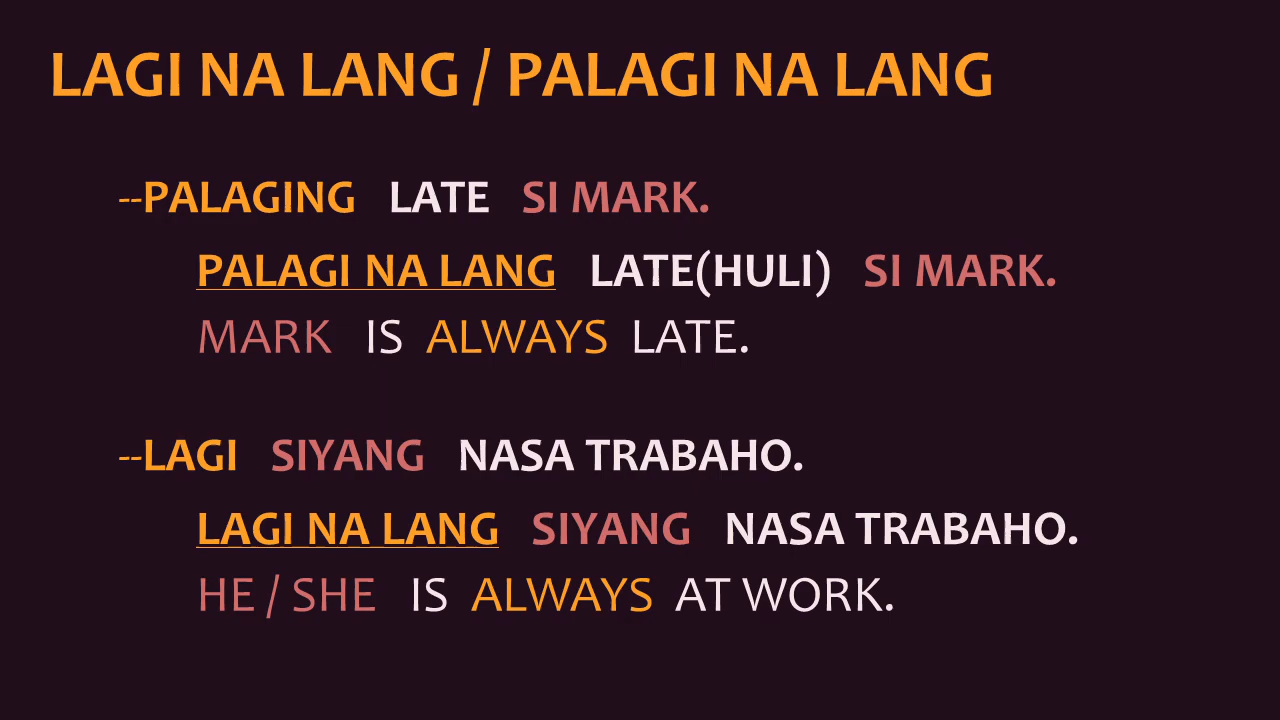 LAGI NA LANG / PALAGI NA LANG
--PALAGING LATE SI MARK.
PALAGI NA LANG LATE(HULI) SI MARK.
MARK IS ALWAYS LATE.
--LAGI SIYANG NASA TRABAHO.
LAGI NA LANG SIYANG NASA TRABAHO.
HE / SHE IS ALWAYS AT WORK.